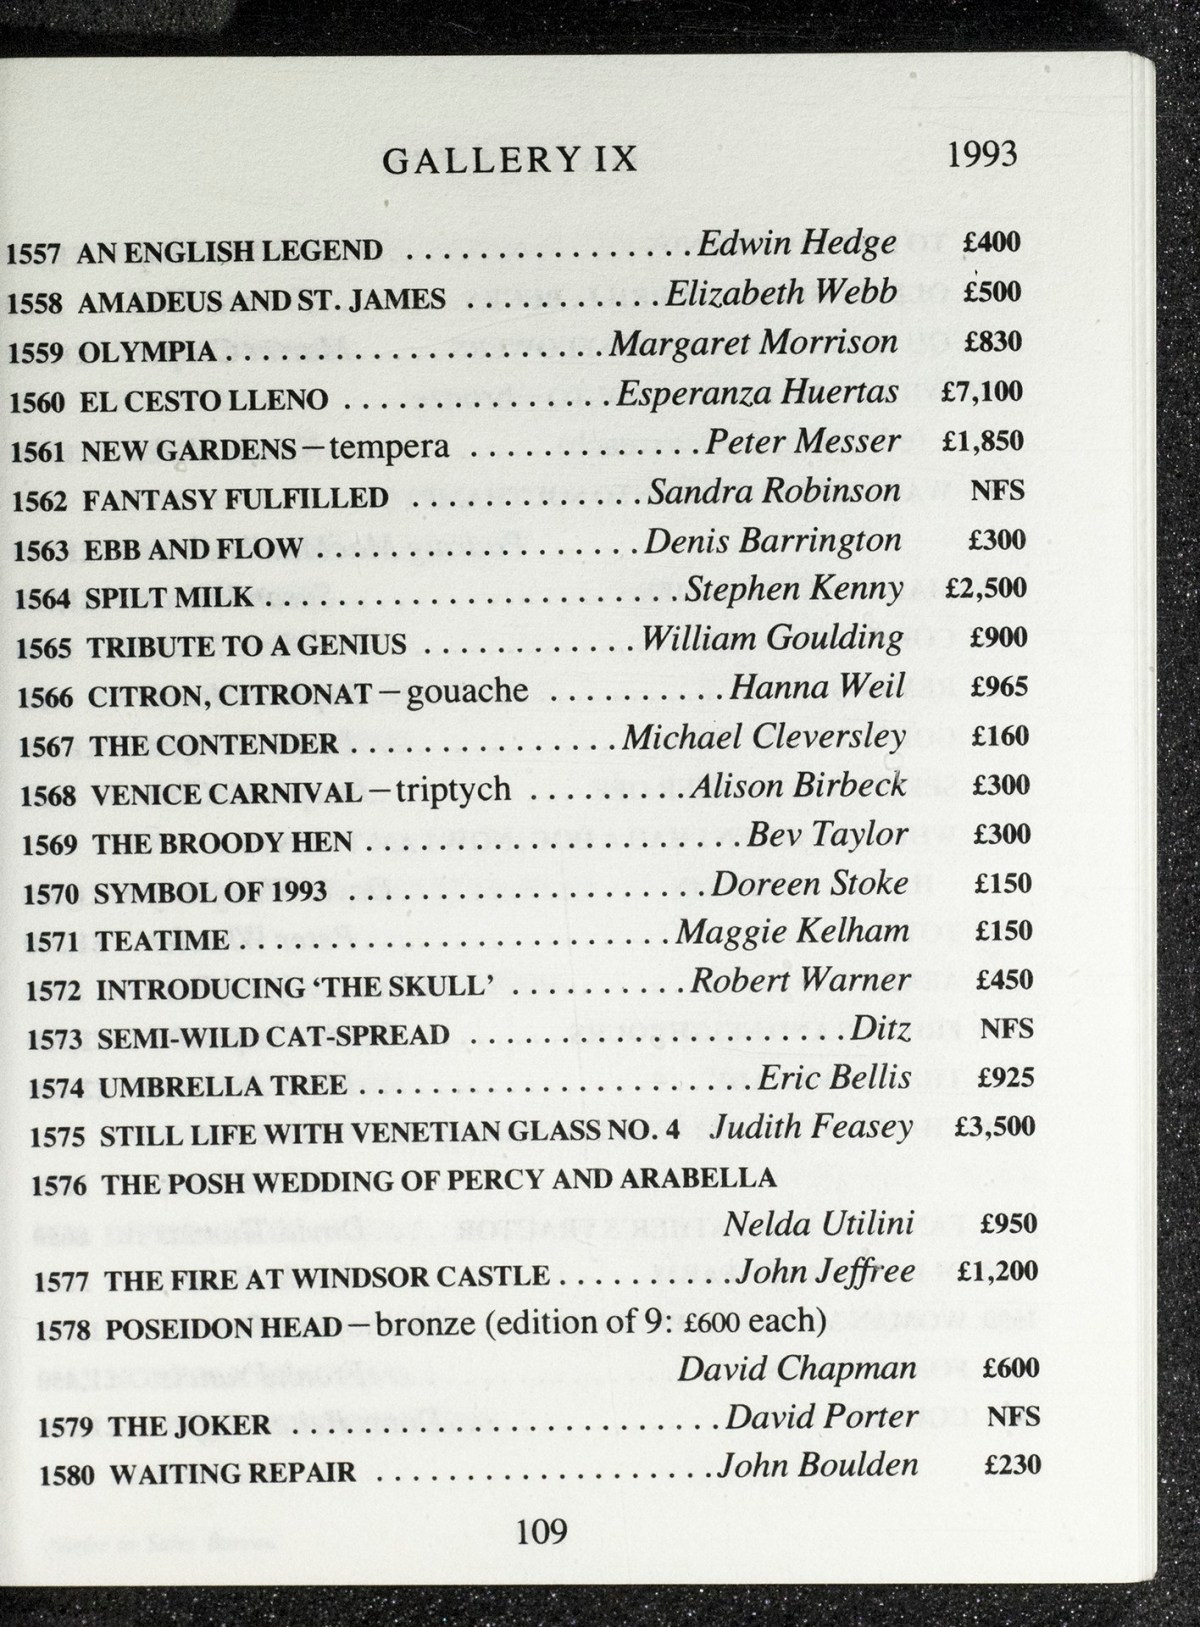 GALLERY IX 1993
1557 AN ENGLISH LEGEND ................Edwin Hedge £400
1558 AMADEUS AND ST. JAMES ...........Elizabeth Webb £500
1559 OLYMPIA.....................Margaret Morrison £830
1560 EL CESTO LLENO ...............Esperanza Huertas £7,100
1561 NEW GARDENS—tempera .............Peter Messer £1,850
1562 FANTASY FULFILLED .............Sandra Robinson NFS
1563 EBB AND FLOW..................Denis Barrington £300
1564 SPILT MILK.......................Stephen Kenny £2,500
1565 TRIBUTE TO A GENIUS ............William Goulding £900
1566 CITRON, CITRONAT—gouache ..........Hanna Weil £965
1567 THE CONTENDER...............Michael Cleversley £160
1568 VENICE CARNIVAL—triptych .........Alison Birbeck £300
1569 THE BROODY HEN.....................Bev Taylor £300
1570 SYMBOL OF 1993 ....................Doreen Stoke £150
1571 TEATIME........................Maggie Kelham £150
1572 INTRODUCING ‘THE SKULL’ ..........Robert Warner £450
1573 SEMI-WILD CAT-SPREAD .....................Ditz NFS
1574 UMBRELLA TREE......................Eric Bellis £925
1575 STILL LIFE WITH VENETIAN GLASS NO. 4 Judith Feasey £3,500
1576 THE POSH WEDDING OF PERCY AND ARABELLA
Nelda Utilini £950
1577 THE FIRE AT WINDSOR CASTLE..........John Jeffree £1,200
1578 POSEIDON HEAD—bronze (edition of 9: £600 each)
David Chapman £600
1579 THE JOKER ........................David Porter NFS
1580 WAITING REPAIR ...................John Boulden £230
109